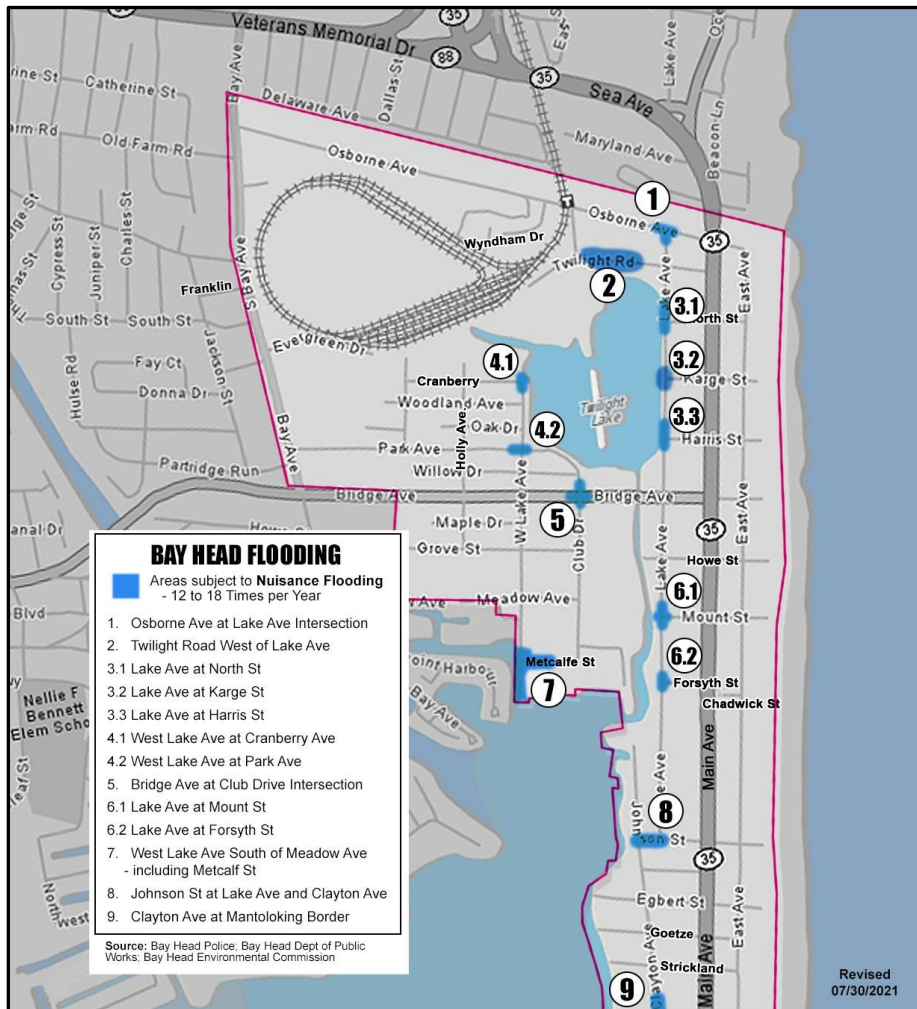 35
35
Veterans Memorial Dr
88
35
Sea Ave
Lake Ave
Beacon Ln
Bay Ave
Catherine St
Dallas St
Delaware Ave
Old Farm Rd
Maryland Ave
Osborne Ave
1
Osborne Ave
Wyndham Dr
35
Cypress St
Juniper St
Charles St
Twilight Rd
2
Franklin
S Bay Ave
East Ave
Lake Ave
3.1
South St
South St
Evergreen Dr
4.1
3.2
Fay Ct
Cranberry
Karge St
Hulse Rd
Donna Dr
Jackson St
Woodland Ave
Twilight
Lake
3.3
Oak Dr
4.2
Harris St
Holly Ave.
Park Ave
Partridge Run
Bay Ave
Willow Dr
W Lake Ave
Bridge Ave
Bridge Ave
Maple Dr
5
Club Dr
35
East Ave
Grove St
Howe St
Lake Ave
6.1
Meadow Ave
Mount St
6.2
Metcalfe St
Forsyth St
7
Chadwick St
Main Ave
8
35
Egbert St
Goetze
East Ave
Strickland
Clayton Ave
Main Ave
9
Blvd
Nellie F
Bennett
BAY HEAD FLOODING
Areas subject to Nuisance Flooding
- 12 to 18 Times per Year
1. Osborne Ave at Lake Ave Intersection
2. Twilight Road West of Lake Ave
3.1 Lake Ave at North St
3.2 Lake Ave at Karge St
3.3 Lake Ave at Harris St
4.1 West Lake Ave at Cranberry Ave
4.2 West Lake Ave at Park Ave
5. Bridge Ave at Club Drive Intersection
6.1 Lake Ave at Mount St
6.2 Lake Ave at Forsyth St
7. West Lake Ave South of Meadow Ave
- including Metcalf St
8. Johnson St at Lake Ave and Clayton Ave
9. Clayton Ave at Mantoloking Border
Source: Bay Head Police; Bay Head Dept of Public
Works; Bay Head Environmental Commission
Revised
07/30/2021